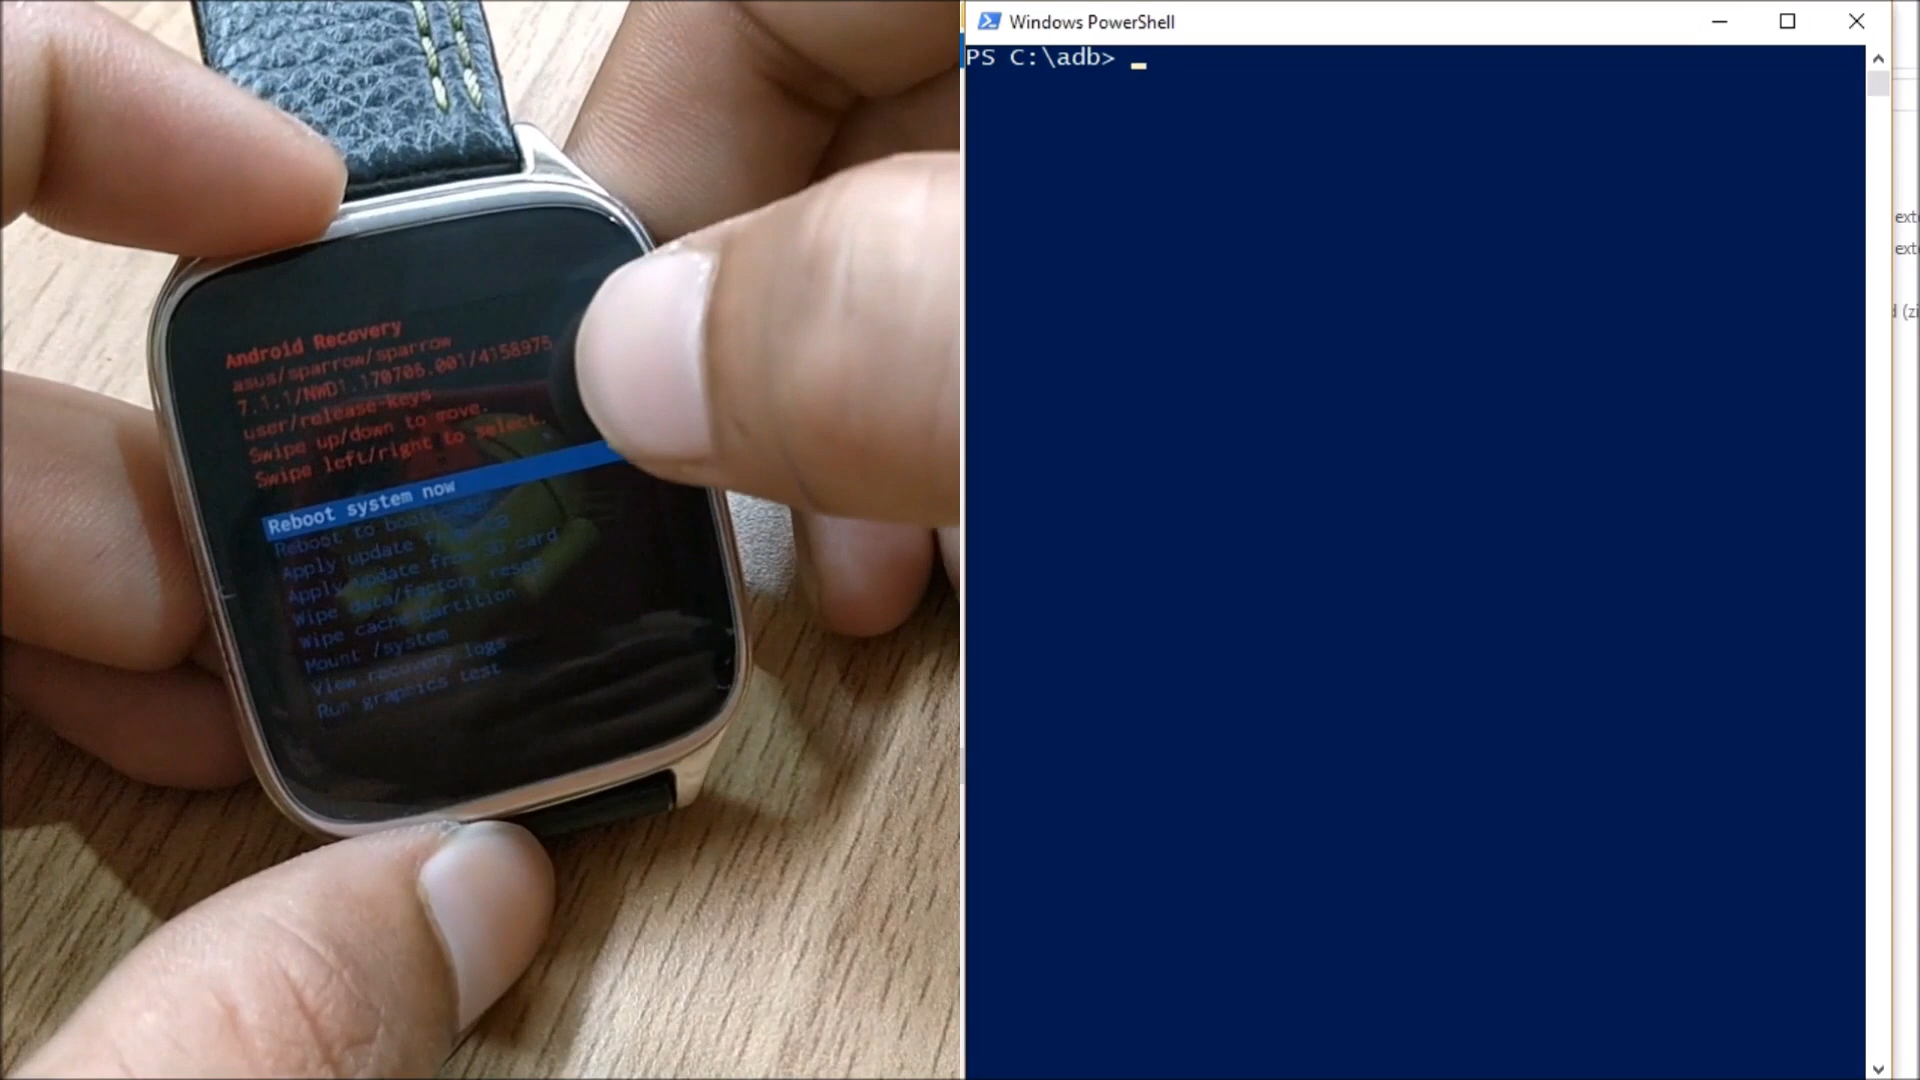 Android Recovery
asus/sparrow/sparrow
7.1.1/NWD1.170706.001/4158975
user/release-keys
Swipe up/down to move.
Swipe left/right to select.
Reboot system now
Reboot to bootloader
Apply update from ADB
Apply update from SD card
Wipe data/factory reset
Wipe cache partition
Mount /system
View recovery logs
Run graphics test
Windows PowerShell
PS C:\adb>